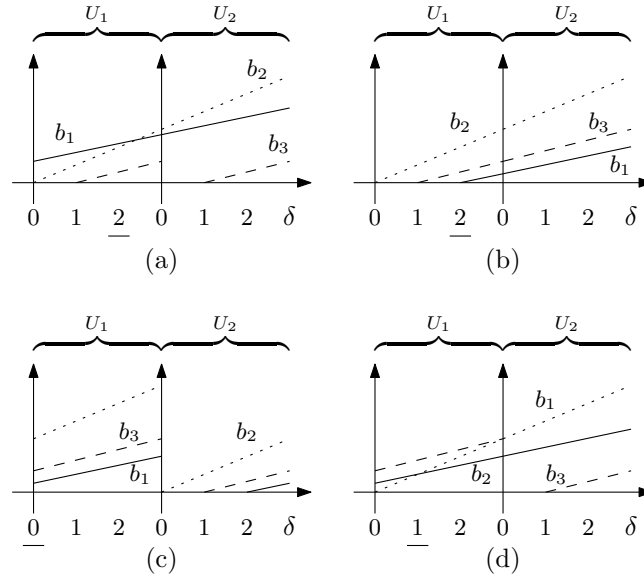 U₁ U₂ U₁ U₂
b₂
b₁ b₂ b₃
b₃ b₁
0 1 2 0 1 2 δ 0 1 2 0 1 2 δ
(a) (b)
U₁ U₂ U₁ U₂
b₃ b₂ b₁
b₁ b₂ b₃
0 1 2 0 1 2 δ 0 1 2 0 1 2 δ
(c) (d)